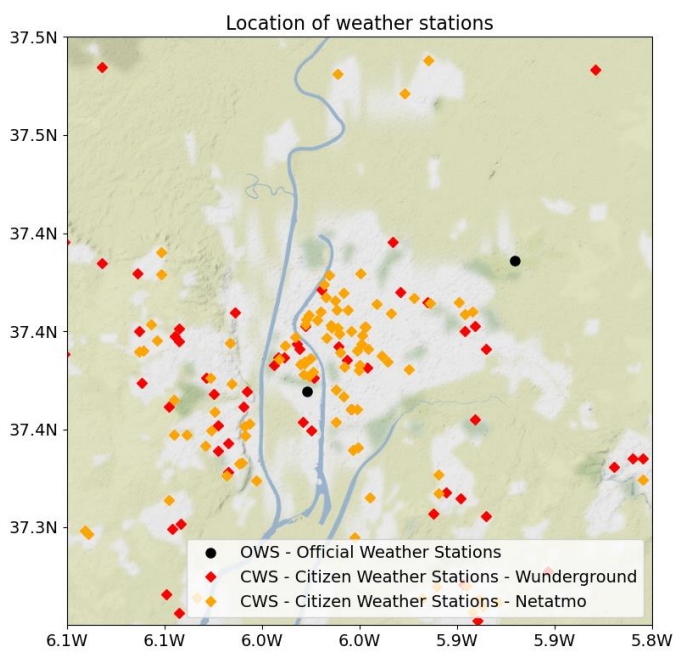 Location of weather stations
37.5N
37.5N
37.4N
37.4N
37.4N
37.3N
OWS - Official Weather Stations
CWS - Citizen Weather Stations - Wunderground
CWS - Citizen Weather Stations - Netatmo
6.1W 6.1W 6.0W 6.0W 5.9W 5.9W 5.8W